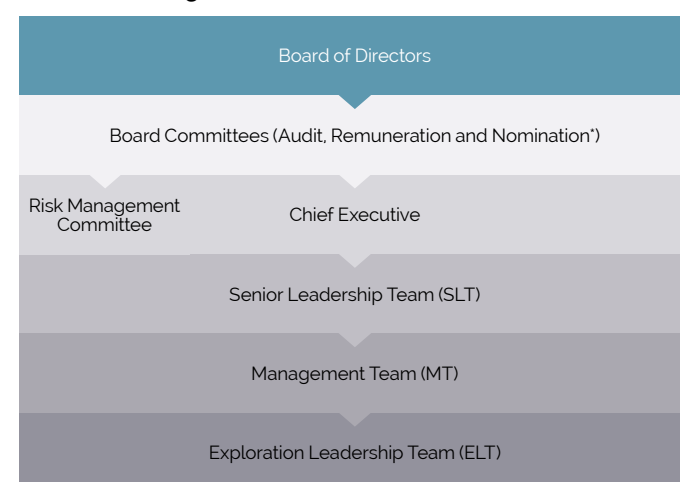 Board of Directors
Board Committees (Audit, Remuneration and Nomination*)
Risk Management
Committee
Chief Executive
Senior Leadership Team (SLT)
Management Team (MT)
Exploration Leadership Team (ELT)